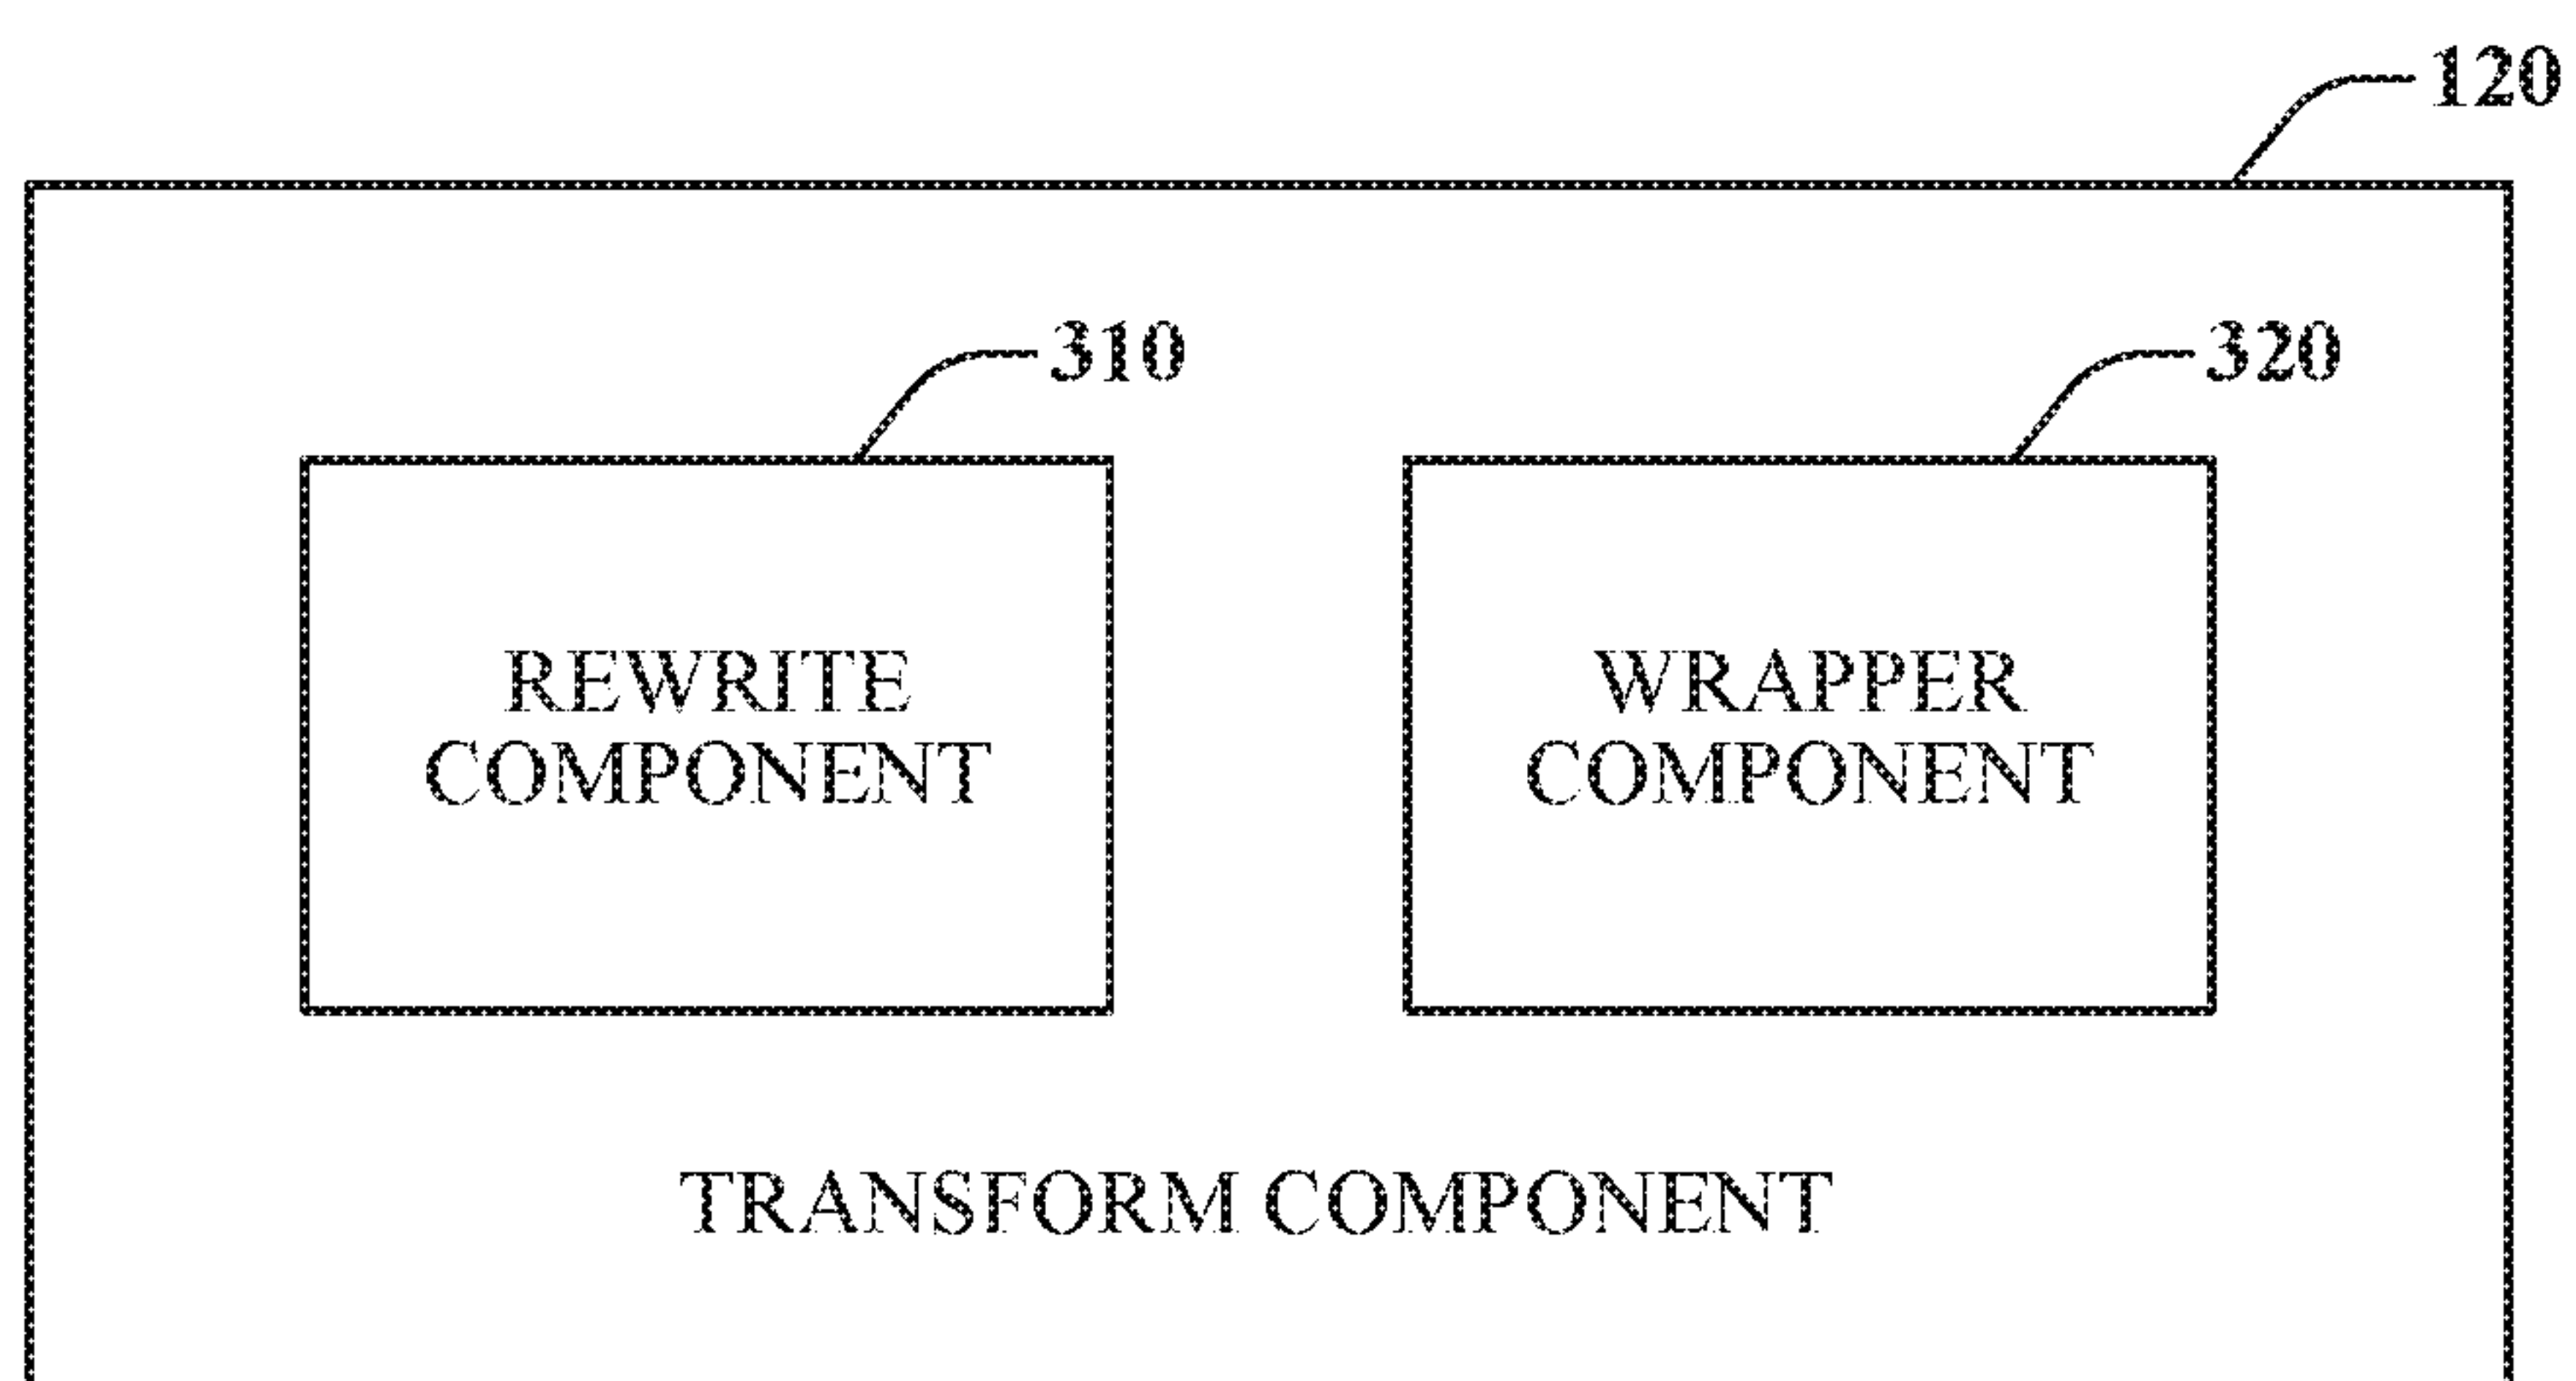 120
310
320
REWRITE
COMPONENT
WRAPPER
COMPONENT
TRANSFORM COMPONENT